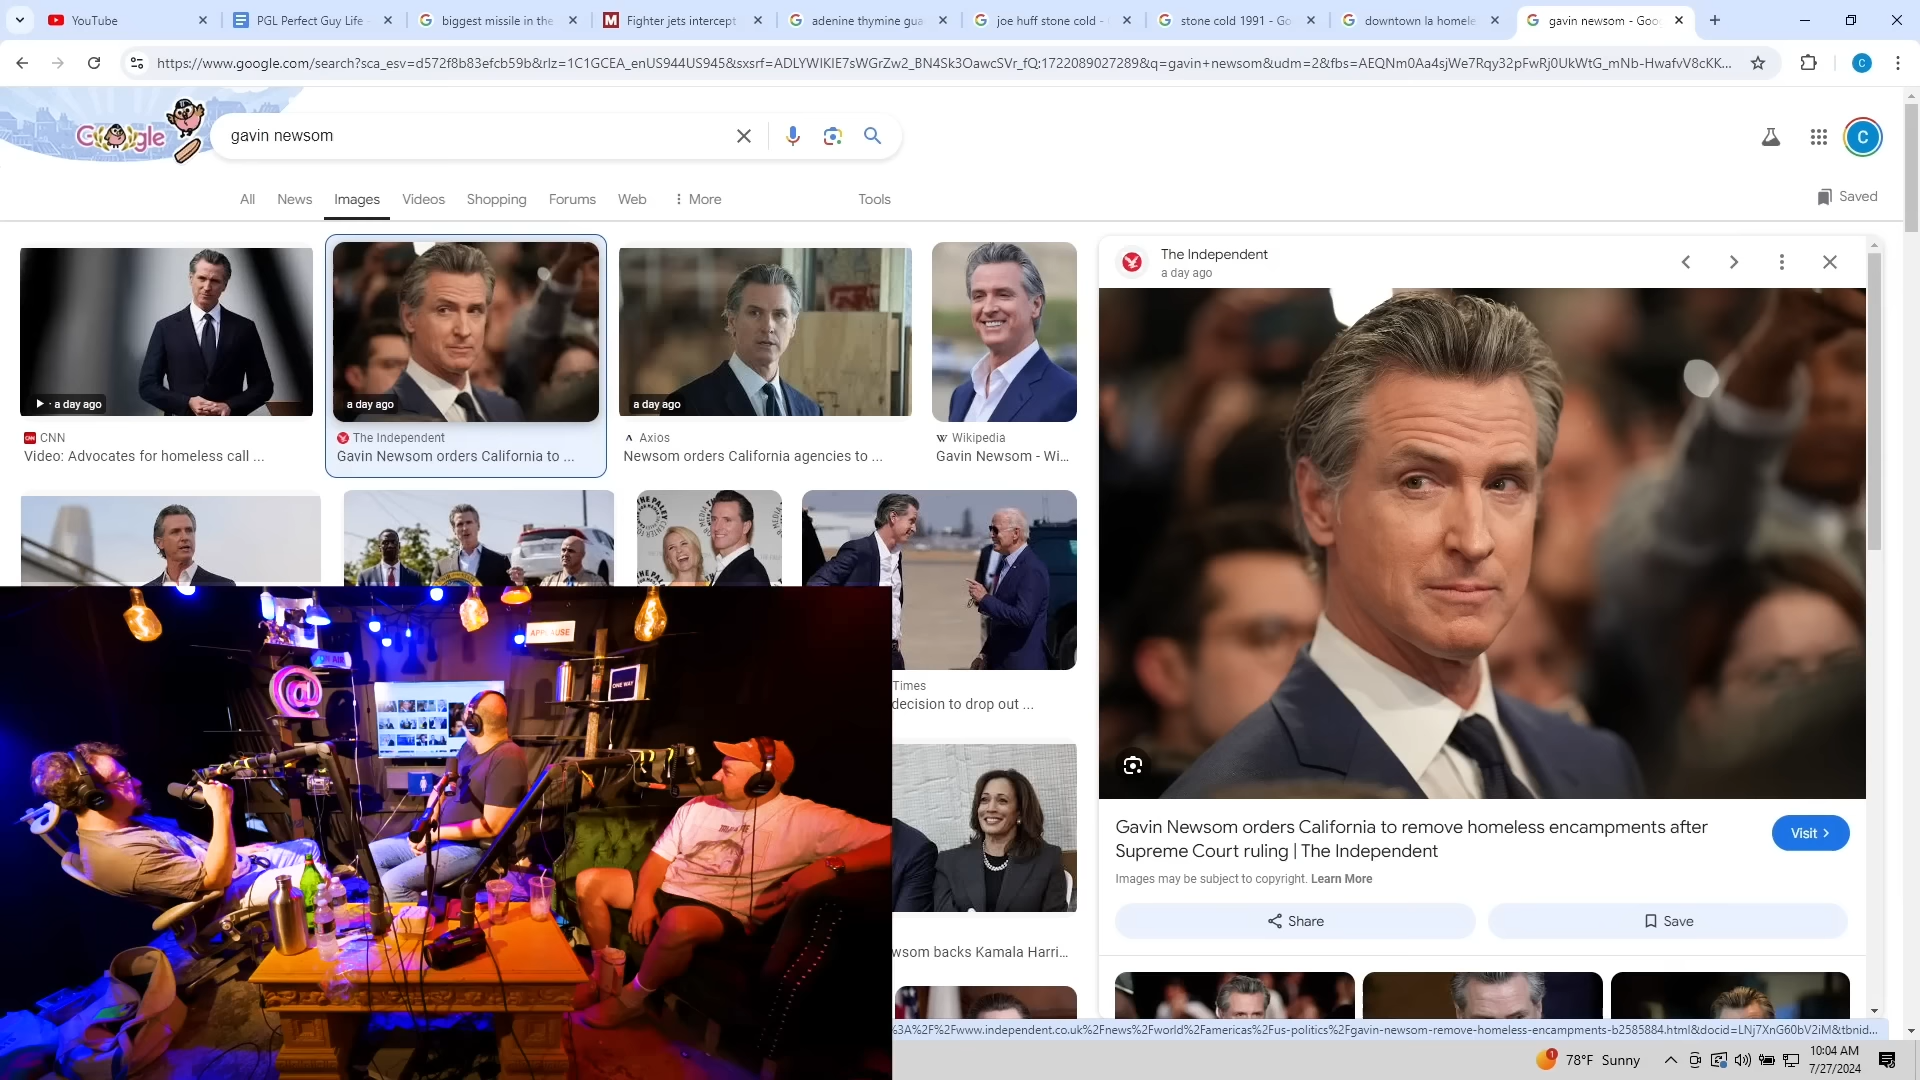 YouTube
PGL Perfect Guy Life -
biggest missile in the
Fighter jets intercept
adenine thymine gua
joe huff stone cold -
stone cold 1991 - Go
downtown la homele
gavin newsom - Goo
https://www.google.com/search?sca_esv=d572f8b83efcb59b&rlz=1C1GCEA_enUS944US945&sxsrf=ADLYWIKIE7sWGrZw2_BN4Sk3OawcSVr_fQ:1722089027289&q=gavin+newsom&udm=2&fbs=AEQNm0Aa4sjWe7Rqy32pFwRj0UkWtG_mNb-HwafvV8cKK...
C
Google
gavin newsom
C
All
News
Images
Videos
Shopping
Forums
Web
More
Tools
Saved
a day ago
CNN
Video: Advocates for homeless call ...
a day ago
The Independent
Gavin Newsom orders California to ...
a day ago
Axios
Newsom orders California agencies to ...
W Wikipedia
Gavin Newsom - Wi...
The Independent
a day ago
Times
decision to drop out ...
APPLAUSE
ON AIR
@
ONE WAY
wsom backs Kamala Harri...
Gavin Newsom orders California to remove homeless encampments after
Supreme Court ruling | The Independent
Visit
Images may be subject to copyright. Learn More
Share
Save
%3A%2F%2Fwww.independent.co.uk%2Fnews%2Fworld%2Famericas%2Fus-politics%2Fgavin-newsom-remove-homeless-encampments-b2585884.html&docid=LNj7XnG60bV2iM&tbnid...
1
78°F Sunny
10:04 AM
7/27/2024